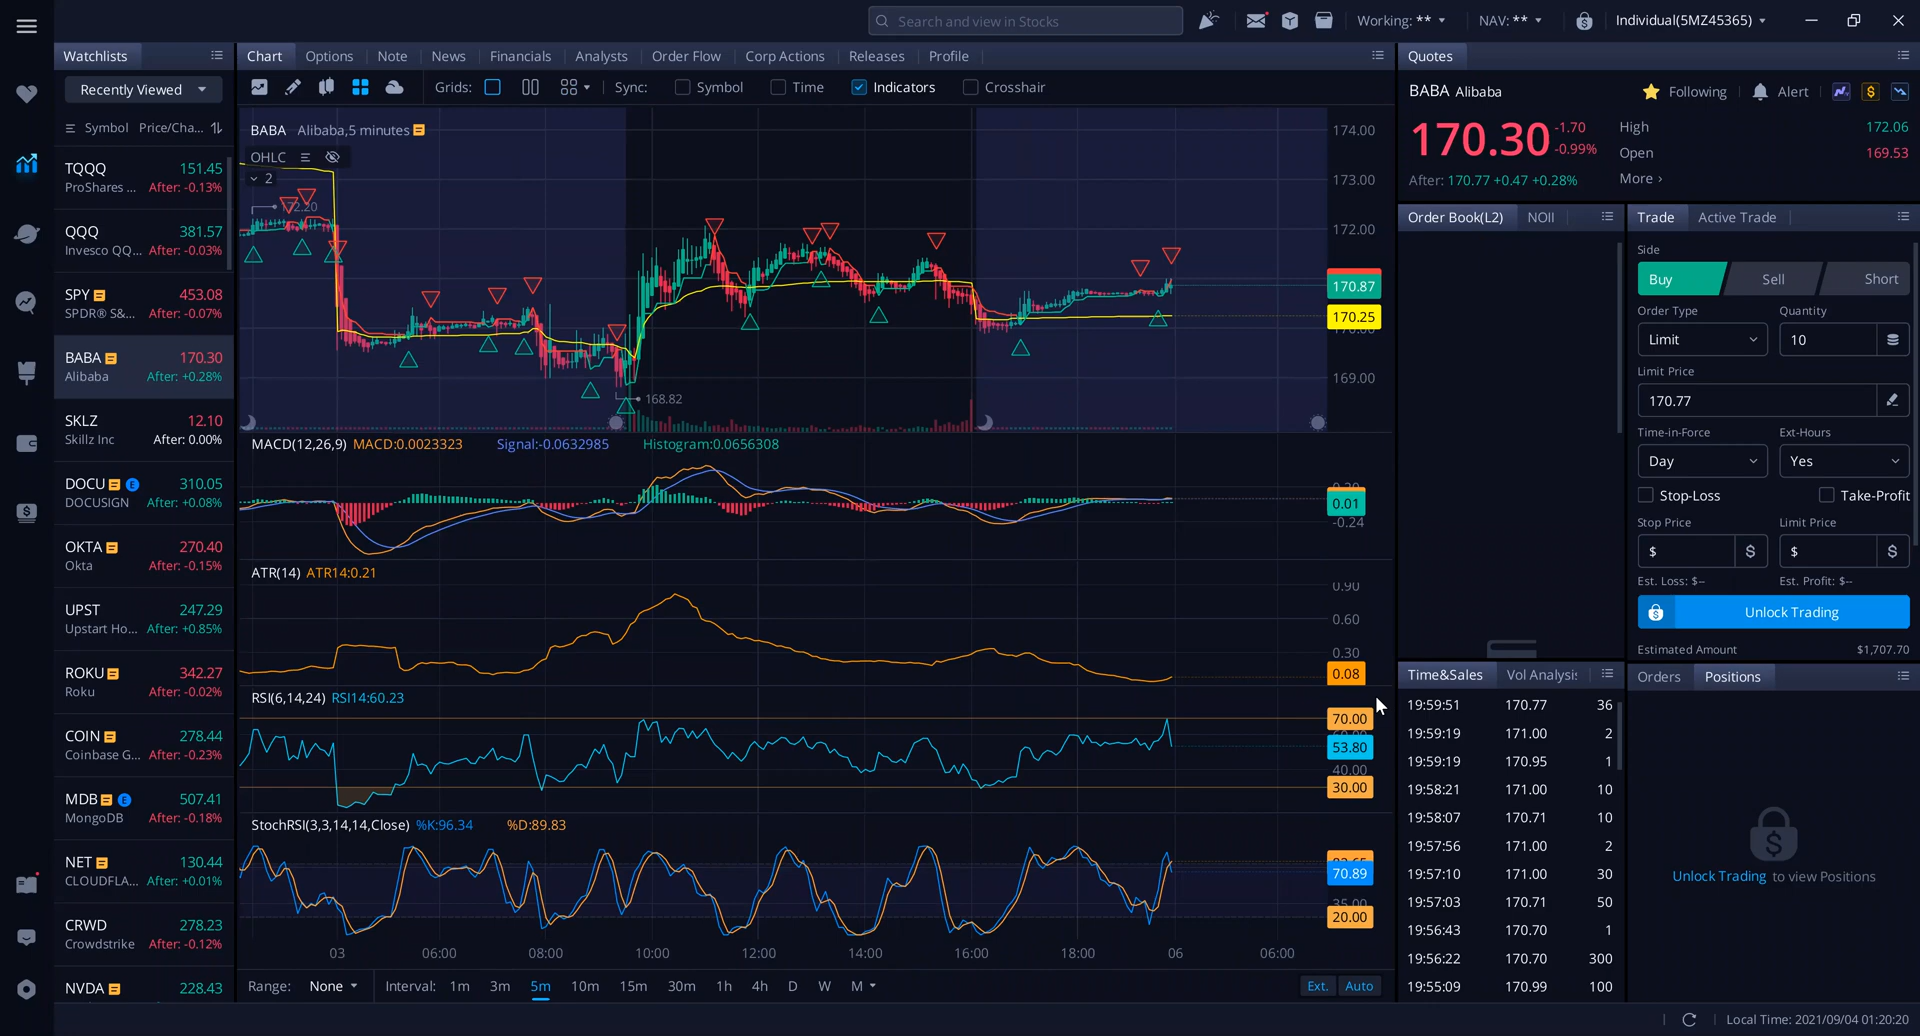 Search and view in Stocks
Working: **
NAV: **
Individual(5MZ45365)
Watchlists
Recently Viewed
Symbol Price/Cha...
TQQQ 151.45
ProShares ... After: -0.13%
QQQ 381.57
Invesco QQ... After: -0.03%
SPY 453.08
SPDR® S&... After: -0.07%
BABA 170.30
Alibaba After: +0.28%
SKLZ 12.10
Skillz Inc After: 0.00%
DOCU E 310.05
DOCUSIGN After: +0.08%
OKTA 270.40
Okta After: -0.15%
UPST 247.29
Upstart Ho... After: +0.85%
ROKU 342.27
Roku After: -0.02%
COIN 278.44
Coinbase G... After: -0.23%
MDB E 507.41
MongoDB After: -0.18%
NET 130.44
CLOUDFLA... After: +0.01%
CRWD 278.23
Crowdstrike After: -0.12%
NVDA 228.43
Chart Options Note News Financials Analysts Order Flow Corp Actions Releases Profile
Grids: Sync: Symbol Time Indicators Crosshair
BABA Alibaba,5 minutes
OHLC
2
172.20
168.82
174.00
173.00
172.00
170.87
170.25
169.00
MACD(12,26,9) MACD:0.0023323 Signal:-0.0632985 Histogram:0.0656308
0.01
-0.24
ATR(14) ATR14:0.21
0.90
0.60
0.30
0.08
RSI(6,14,24) RSI14:60.23
70.00
53.80
40.00
30.00
StochRSI(3,3,14,14,Close) %K:96.34 %D:89.83
70.89
35.00
20.00
03 06:00 08:00 10:00 12:00 14:00 16:00 18:00 06 06:00
Range: None Interval: 1m 3m 5m 10m 15m 30m 1h 4h D W M Ext. Auto
Quotes
BABA Alibaba Following Alert
170.30 -1.70
-0.99%
After: 170.77 +0.47 +0.28%
High 172.06
Open 169.53
More ›
Order Book(L2) NOII
Trade Active Trade
Side
Buy Sell Short
Order Type Quantity
Limit 10
Limit Price
170.77
Time-in-Force Ext-Hours
Day Yes
Stop-Loss Take-Profit
Stop Price Limit Price
$ $ $ $
Est. Loss: $-- Est. Profit: $--
Unlock Trading
Estimated Amount $1,707.70
Time&Sales Vol Analysis
19:59:51 170.77 36
19:59:19 171.00 2
19:59:19 170.95 1
19:58:21 171.00 10
19:58:07 170.71 10
19:57:56 171.00 2
19:57:10 171.00 30
19:57:03 170.71 50
19:56:43 170.70 1
19:56:22 170.70 300
19:55:09 170.99 100
Orders Positions
Unlock Trading to view Positions
Local Time: 2021/09/04 01:20:20